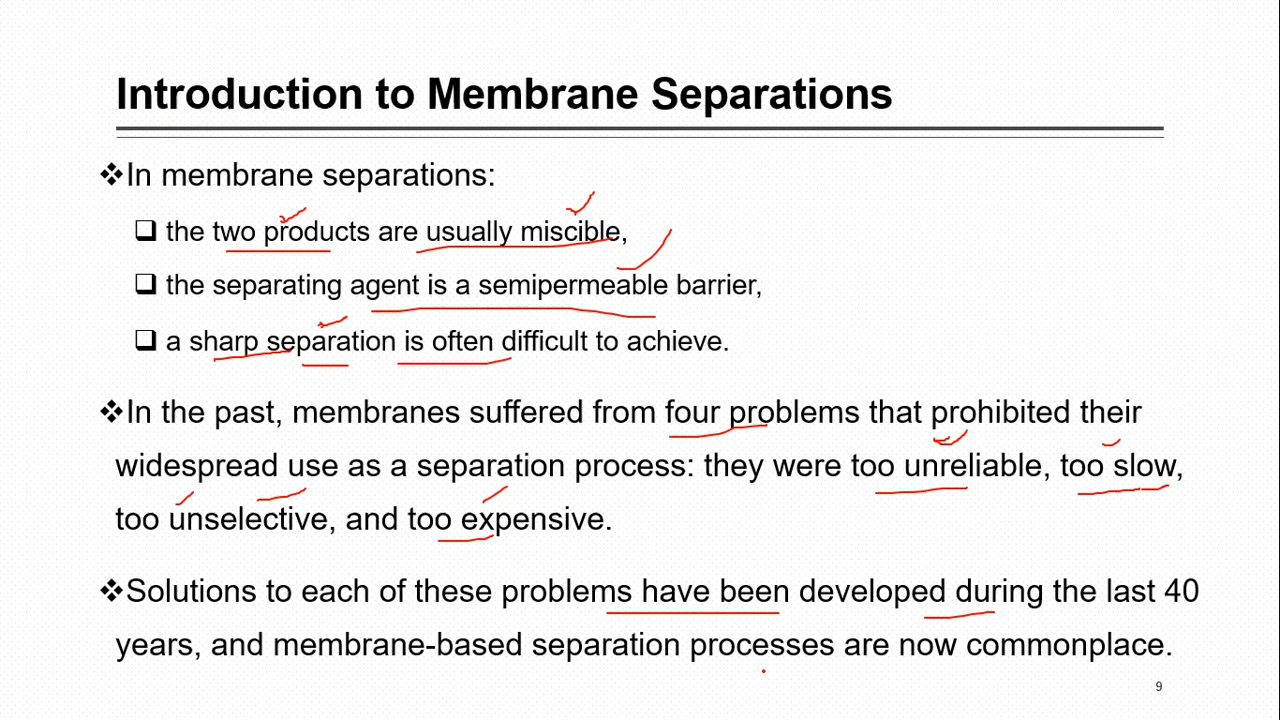 Introduction to Membrane Separations
❖In membrane separations:
❑ the two products are usually miscible,
❑ the separating agent is a semipermeable barrier,
❑ a sharp separation is often difficult to achieve.
❖In the past, membranes suffered from four problems that prohibited their
widespread use as a separation process: they were too unreliable, too slow,
too unselective, and too expensive.
❖Solutions to each of these problems have been developed during the last 40
years, and membrane-based separation processes are now commonplace.
9